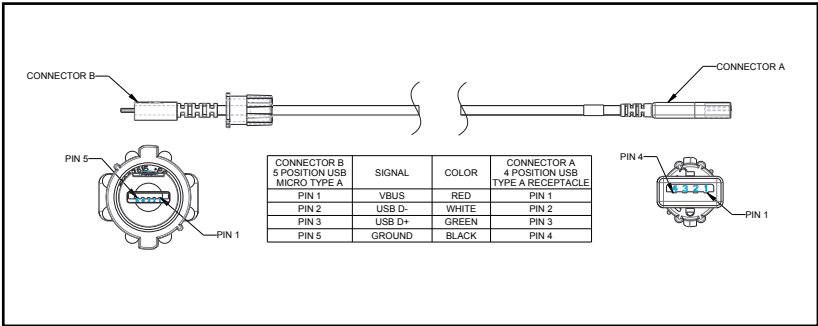 CONNECTOR B
CONNECTOR A
PIN 5
PIN 1
CONNECTOR B
5 POSITION USB
MICRO TYPE A
SIGNAL
COLOR
CONNECTOR A
4 POSITION USB
TYPE A RECEPTACLE
PIN 1 VBUS RED PIN 1
PIN 2 USB D- WHITE PIN 2
PIN 3 USB D+ GREEN PIN 3
PIN 5 GROUND BLACK PIN 4
PIN 4
4 3 2 1
PIN 1